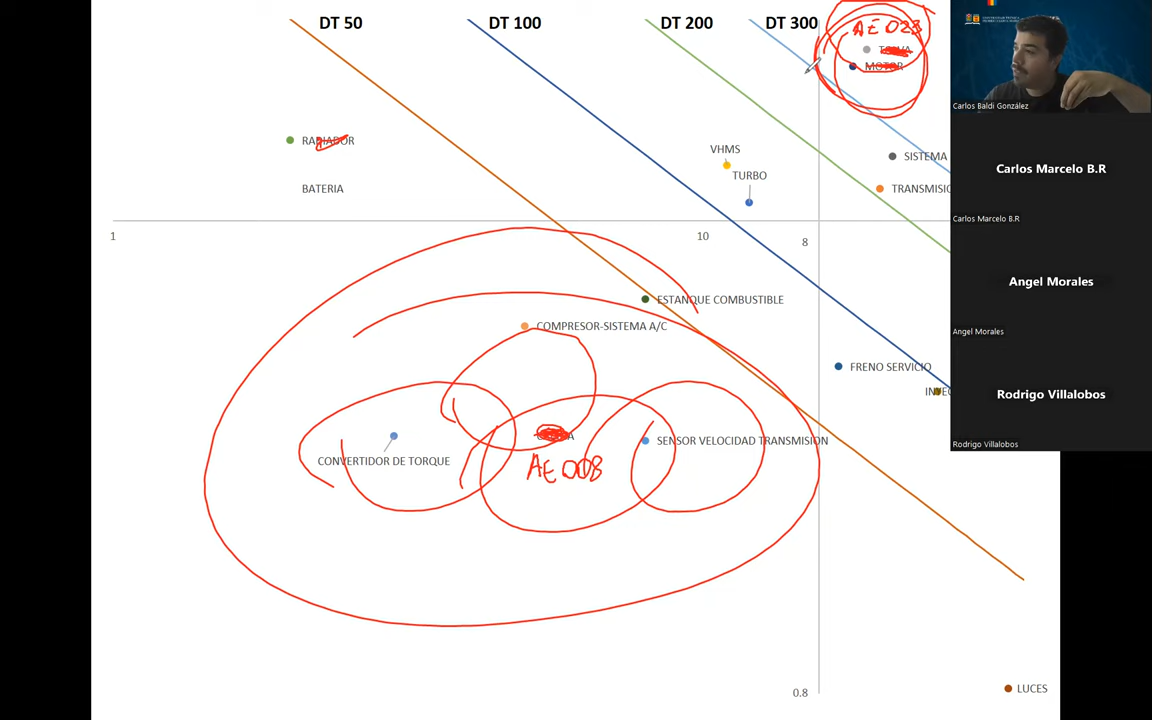 DT 50
DT 100
DT 200
DT 300
AE 023
MOTOR
RADIADOR
VHMS
SISTEMA
BATERIA
TURBO
TRANSMISIO
1
10
8
ESTANQUE COMBUSTIBLE
COMPRESOR-SISTEMA A/C
FRENO SERVICIO
INYEC
CONVERTIDOR DE TORQUE
SENSOR VELOCIDAD TRANSMISION
AE 008
0.8
LUCES
Carlos Baldi González
Carlos Marcelo B.R
Carlos Marcelo B.R
Angel Morales
Angel Morales
Rodrigo Villalobos
Rodrigo Villalobos